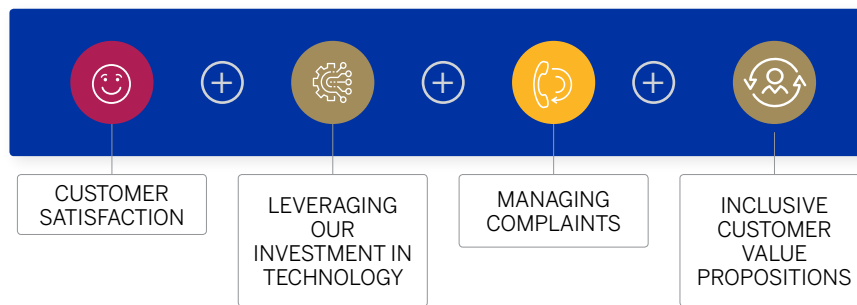 CUSTOMER
SATISFACTION
LEVERAGING
OUR
INVESTMENT IN
TECHNOLOGY
MANAGING
COMPLAINTS
INCLUSIVE
CUSTOMER
VALUE
PROPOSITIONS